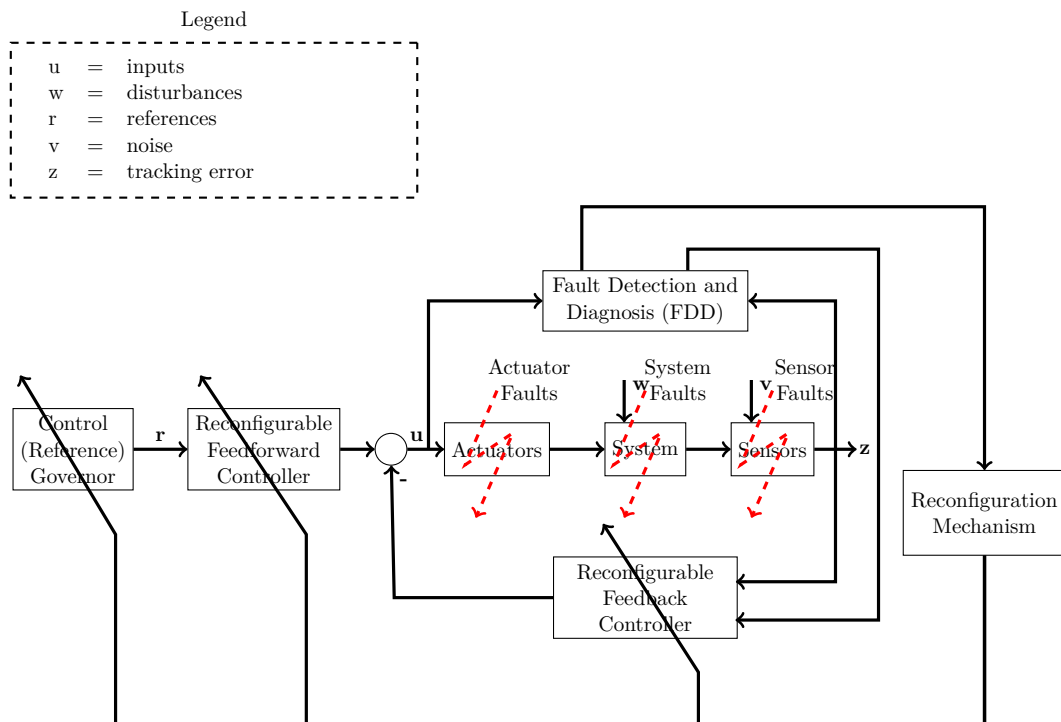 Legend
u = inputs
w = disturbances
r = references
v = noise
z = tracking error
Fault Detection and
Diagnosis (FDD)
Actuator
Faults
System
Faults
Sensor
Faults
w
v
Control
(Reference)
Governor
r
Reconfigurable
Feedforward
Controller
u
-
Actuators
System
Sensors
z
Reconfiguration
Mechanism
Reconfigurable
Feedback
Controller